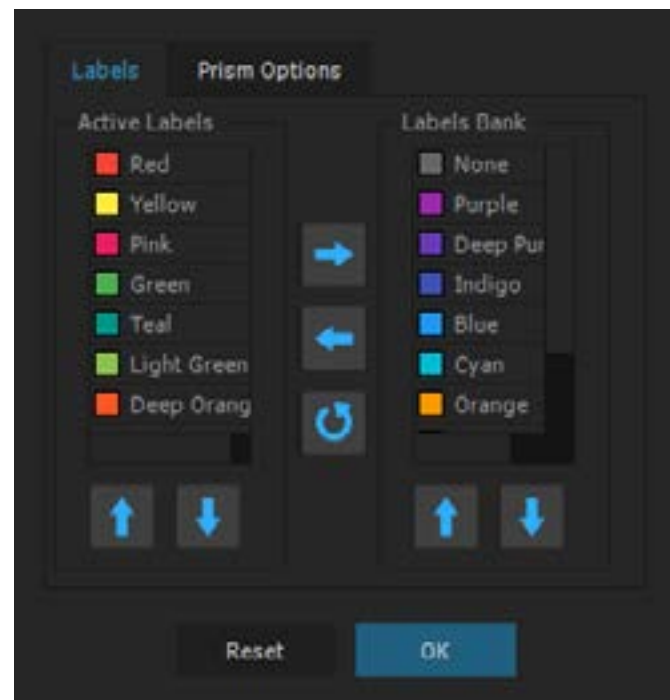 Labels
Prism Options
Active Labels
Red
Yellow
Pink
Green
Teal
Light Green
Deep Orang
Labels Bank
None
Purple
Deep Pur
Indigo
Blue
Cyan
Orange
Reset
OK